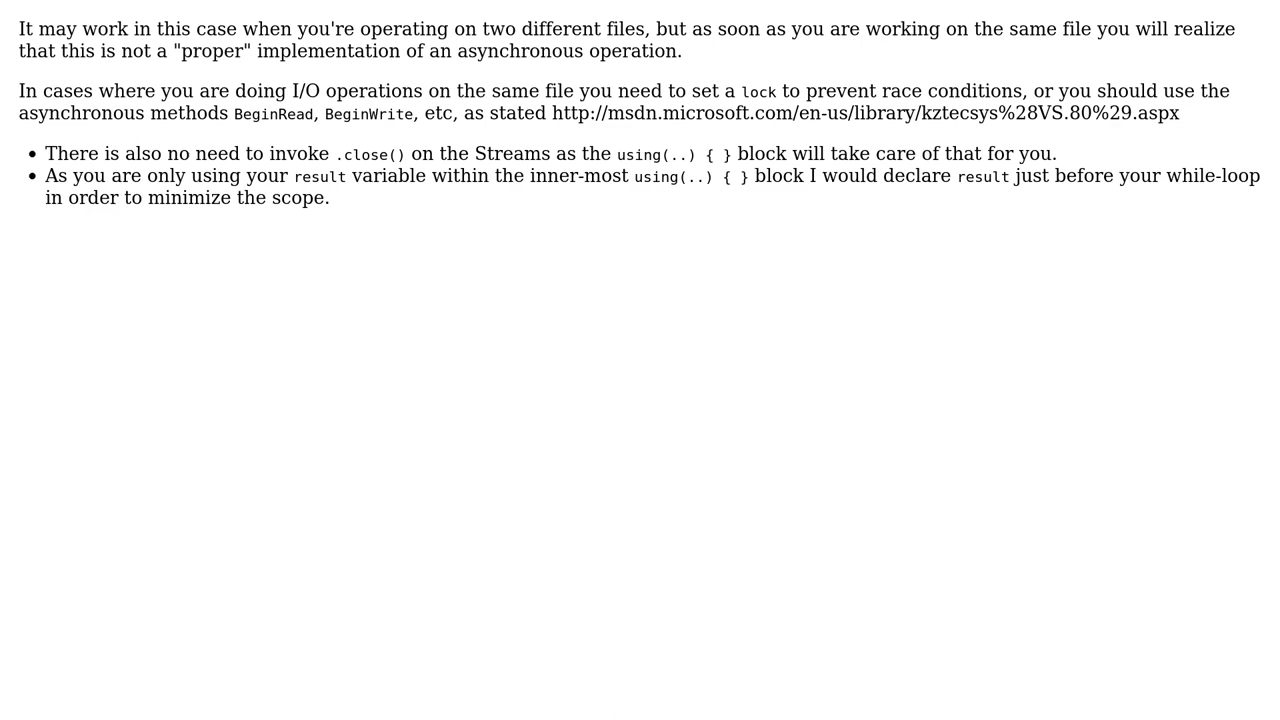 It may work in this case when you're operating on two different files, but as soon as you are working on the same file you will realize
that this is not a "proper" implementation of an asynchronous operation.
In cases where you are doing I/O operations on the same file you need to set a lock to prevent race conditions, or you should use the
asynchronous methods BeginRead, BeginWrite, etc, as stated http://msdn.microsoft.com/en-us/library/kztecsys%28VS.80%29.aspx
• There is also no need to invoke .close() on the Streams as the using(..) { } block will take care of that for you.
• As you are only using your result variable within the inner-most using(..) { } block I would declare result just before your while-loop
in order to minimize the scope.